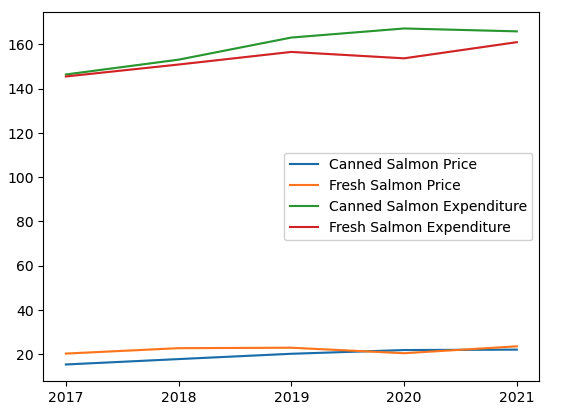 160
140
120
100
80
60
40
20
Canned Salmon Price
Fresh Salmon Price
Canned Salmon Expenditure
Fresh Salmon Expenditure
2017 2018 2019 2020 2021